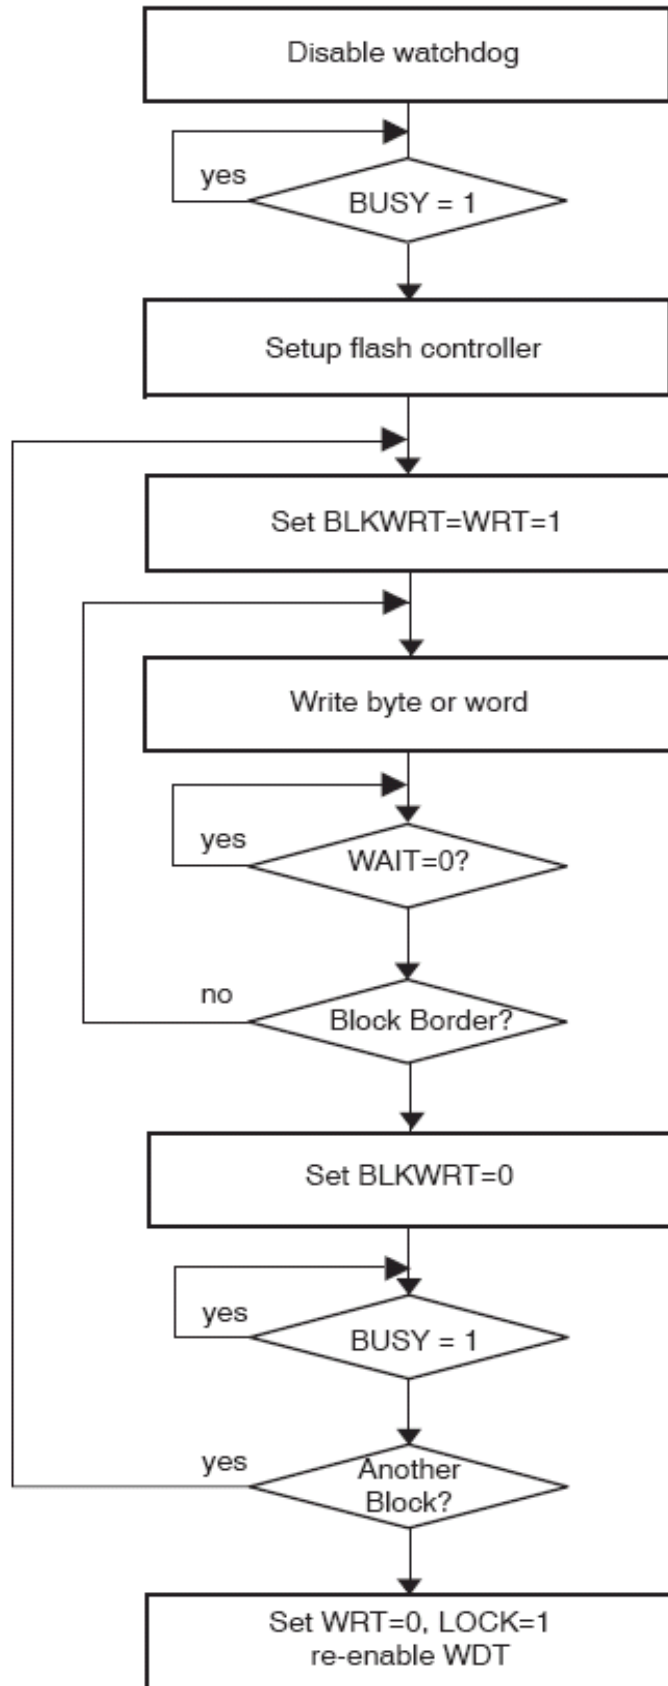 Disable watchdog
yes
BUSY = 1
Setup flash controller
Set BLKWRT=WRT=1
Write byte or word
yes
WAIT=0?
no
Block Border?
Set BLKWRT=0
yes
BUSY = 1
yes
Another
Block?
Set WRT=0, LOCK=1
re-enable WDT